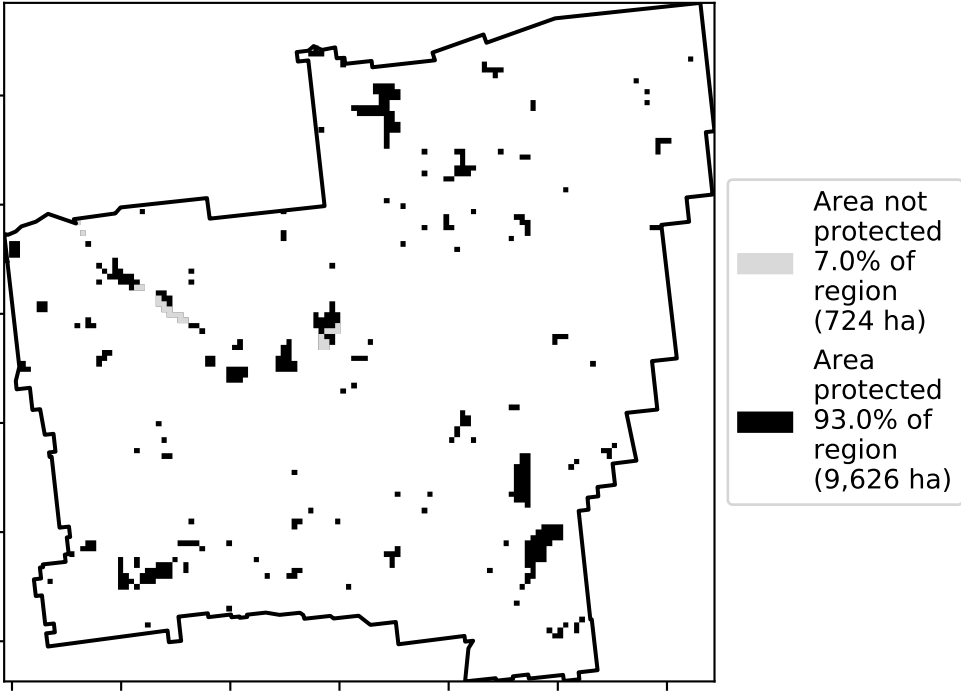 Area not
protected
7.0% of
region
(724 ha)
Area
protected
93.0% of
region
(9,626 ha)